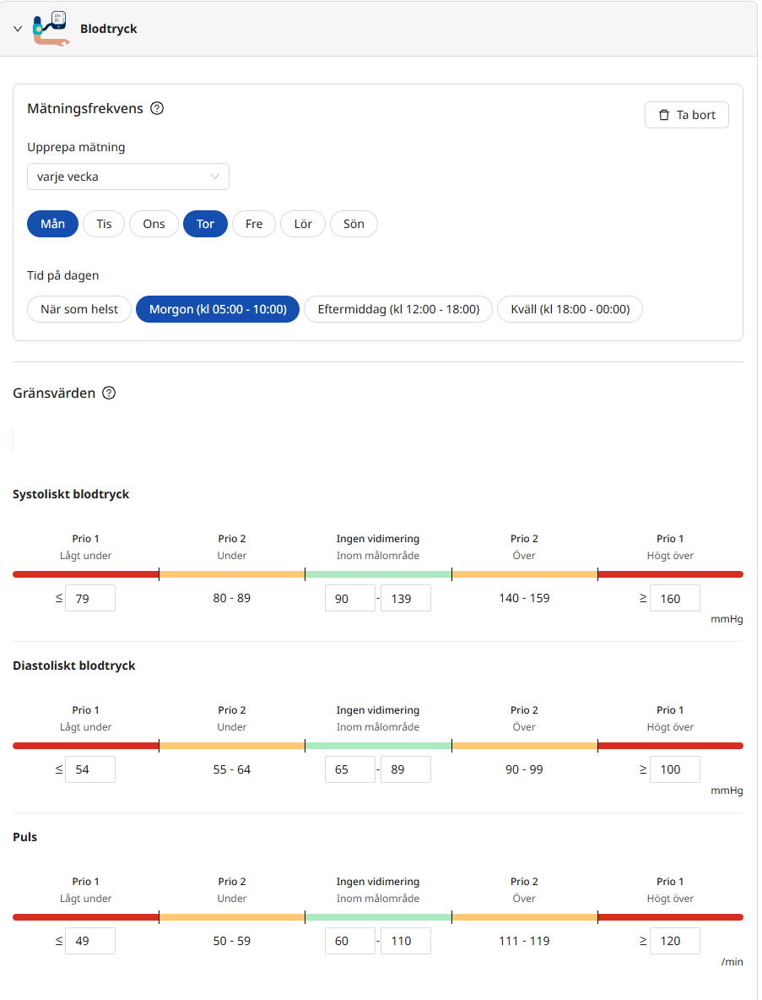 Blodtryck
Mätningsfrekvens
Ta bort
Upprepa mätning
varje vecka
Mån Tis Ons Tor Fre Lör Sön
Tid på dagen
När som helst Morgon (kl 05:00 - 10:00) Eftermiddag (kl 12:00 - 18:00) Kväll (kl 18:00 - 00:00)
Gränsvärden
Systoliskt blodtryck
Prio 1 Prio 2 Ingen vidimering Prio 2 Prio 1
Lågt under Under Inom målområde Över Högt över
≤ 79 80 - 89 90 - 139 140 - 159 ≥ 160
mmHg
Diastoliskt blodtryck
Prio 1 Prio 2 Ingen vidimering Prio 2 Prio 1
Lågt under Under Inom målområde Över Högt över
≤ 54 55 - 64 65 - 89 90 - 99 ≥ 100
mmHg
Puls
Prio 1 Prio 2 Ingen vidimering Prio 2 Prio 1
Lågt under Under Inom målområde Över Högt över
≤ 49 50 - 59 60 - 110 111 - 119 ≥ 120
/min